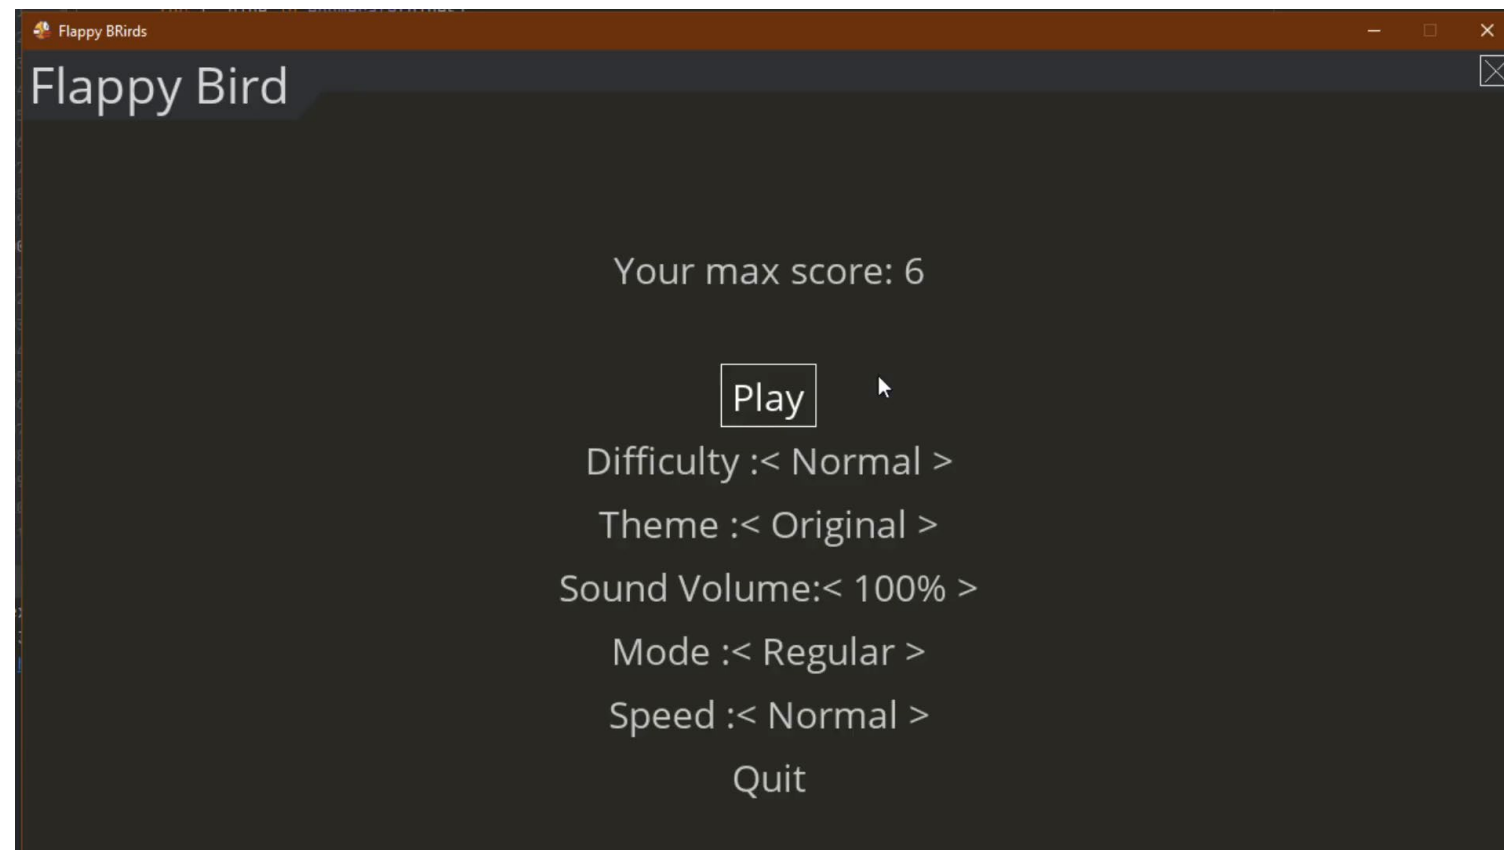 Flappy BRirds
Flappy Bird
Your max score: 6
Play
Difficulty :< Normal >
Theme :< Original >
Sound Volume:< 100% >
Mode :< Regular >
Speed :< Normal >
Quit